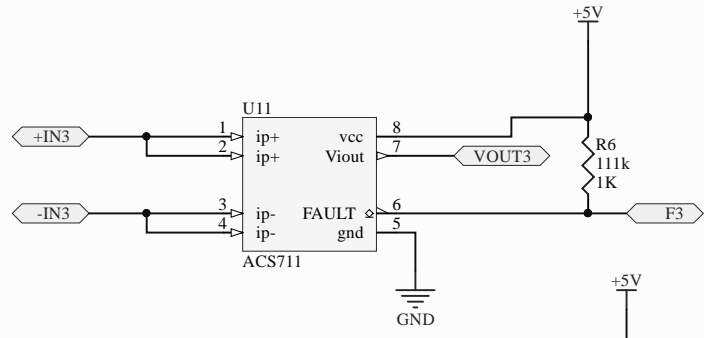 +5V
U11
+IN3
1 ip+ vcc 8
2 ip+ Viout 7 VOUT3
R6
111k
1K
-IN3
3 ip- FAULT 6 F3
4 ip- gnd 5
ACS711
GND
+5V